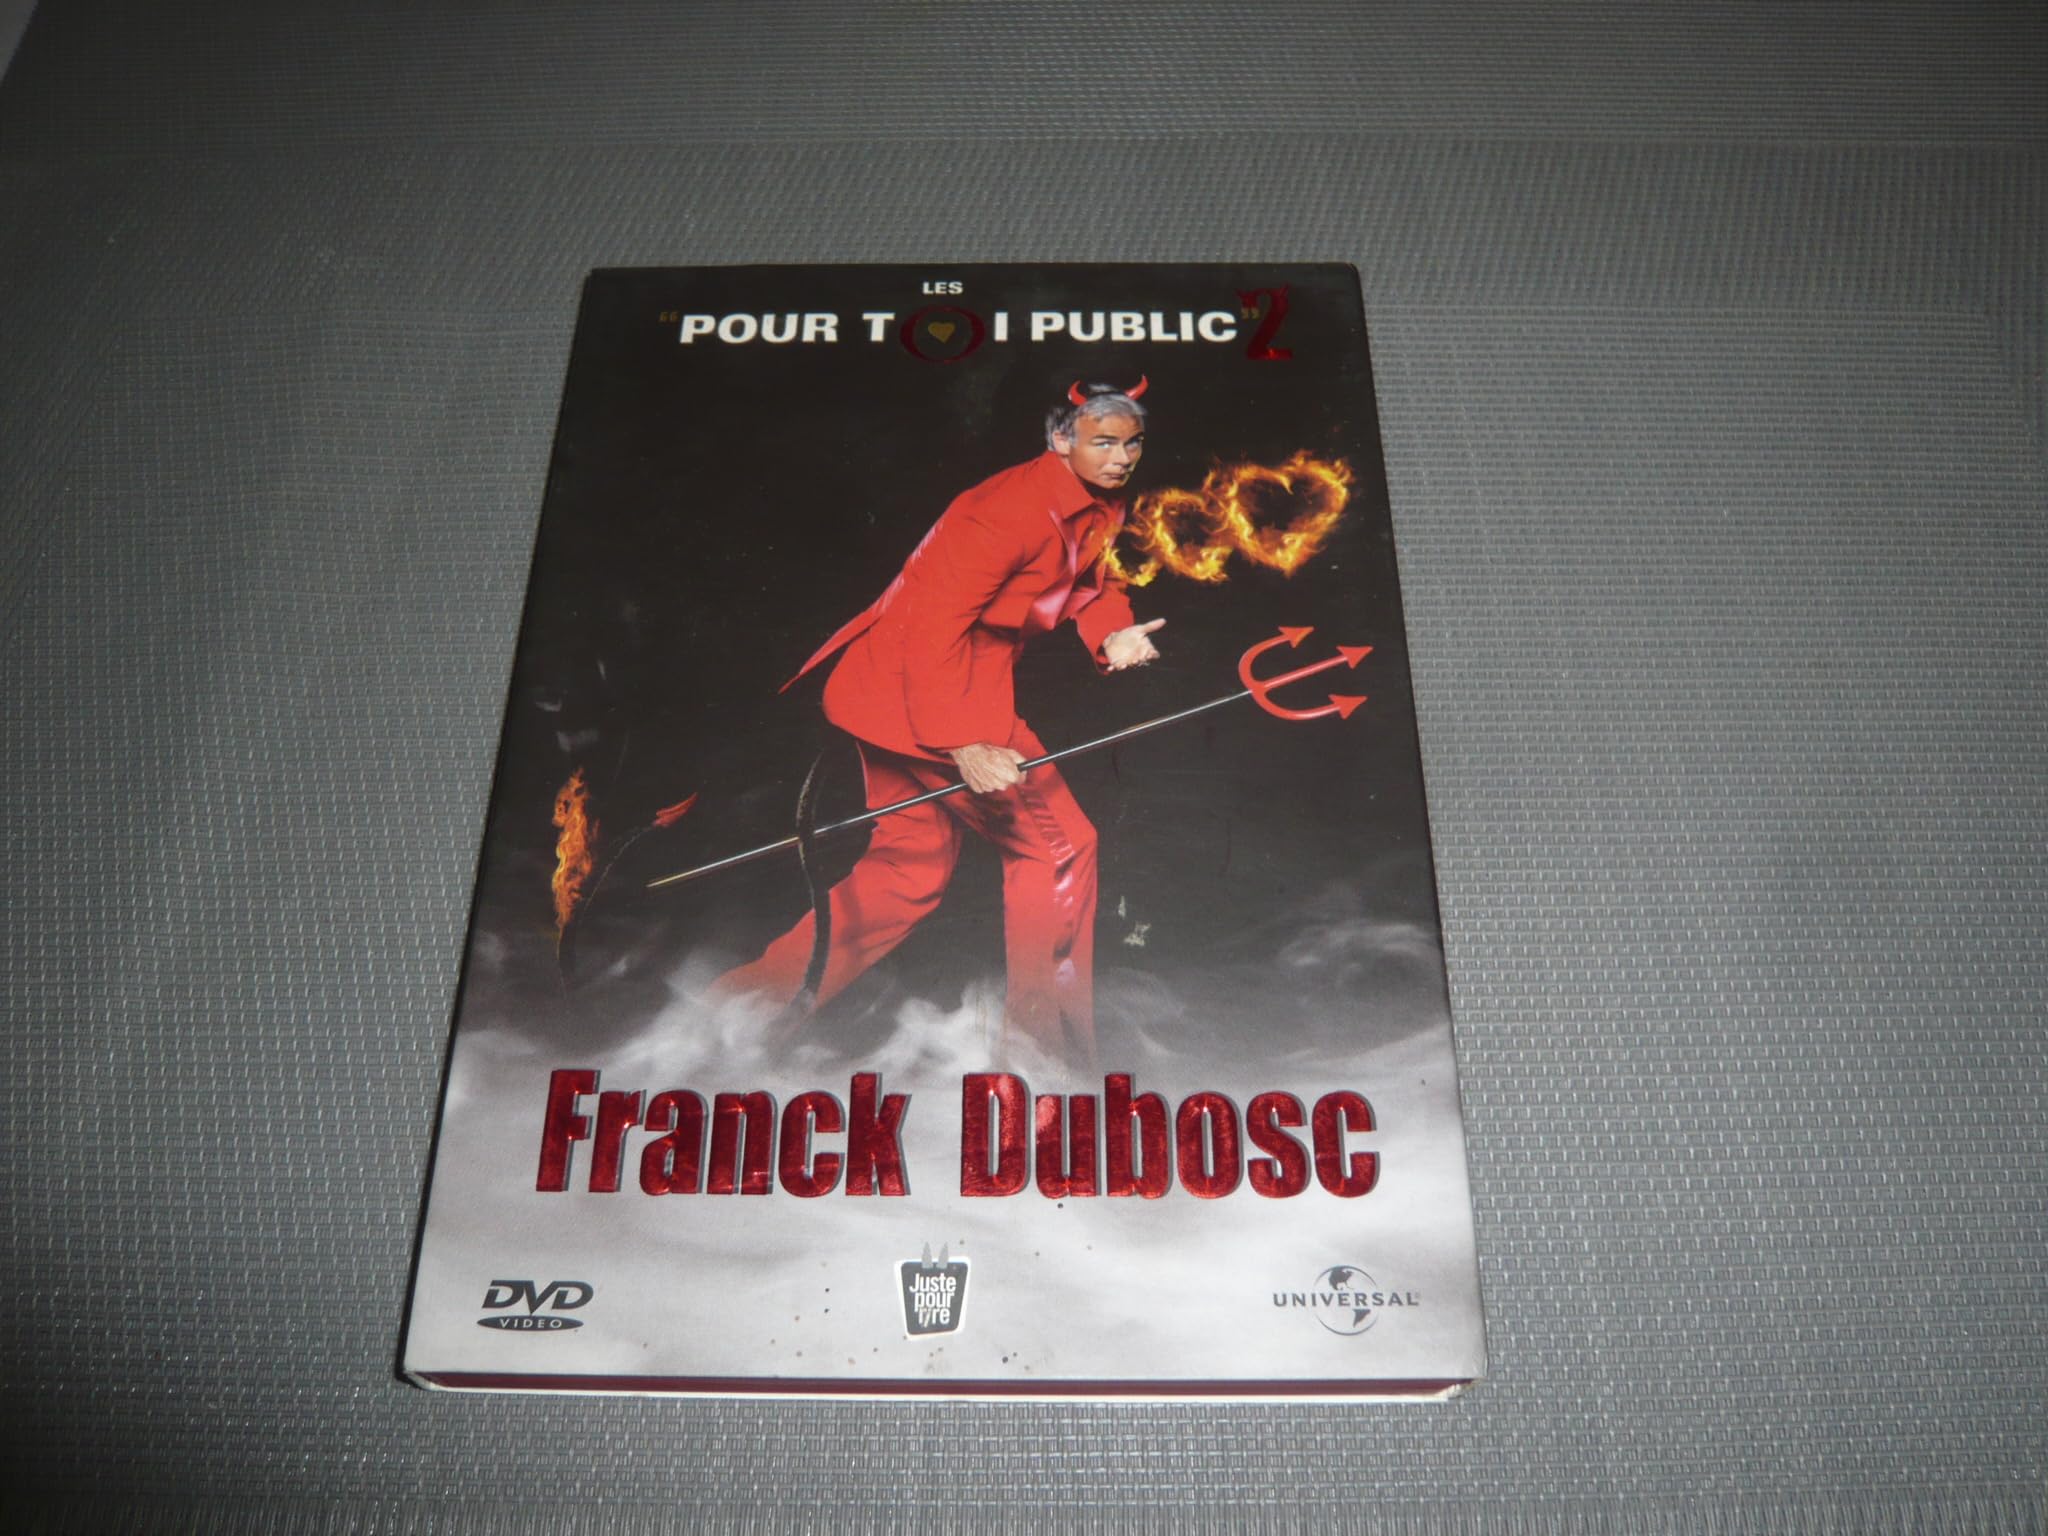 LES
"POUR TOI PUBLIC" 2
Franck Dubosc
DVD
VIDEO
Juste
pour
rire
UNIVERSAL